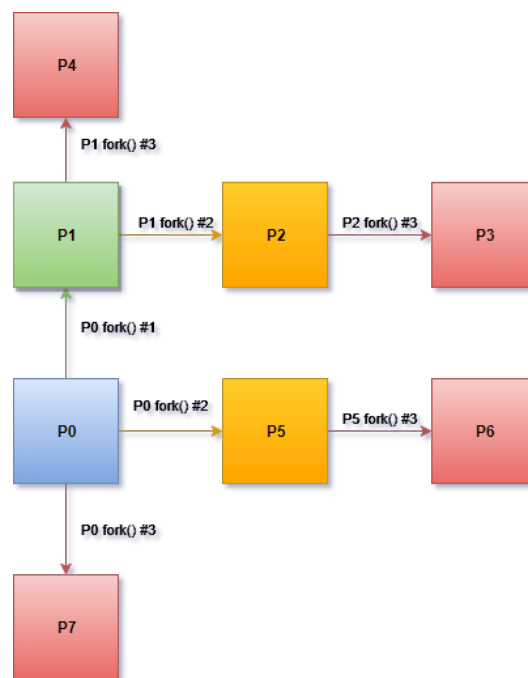 P4
P1 fork() #3
P1
P1 fork() #2
P2
P2 fork() #3
P3
P0 fork() #1
P0
P0 fork() #2
P5
P5 fork() #3
P6
P0 fork() #3
P7